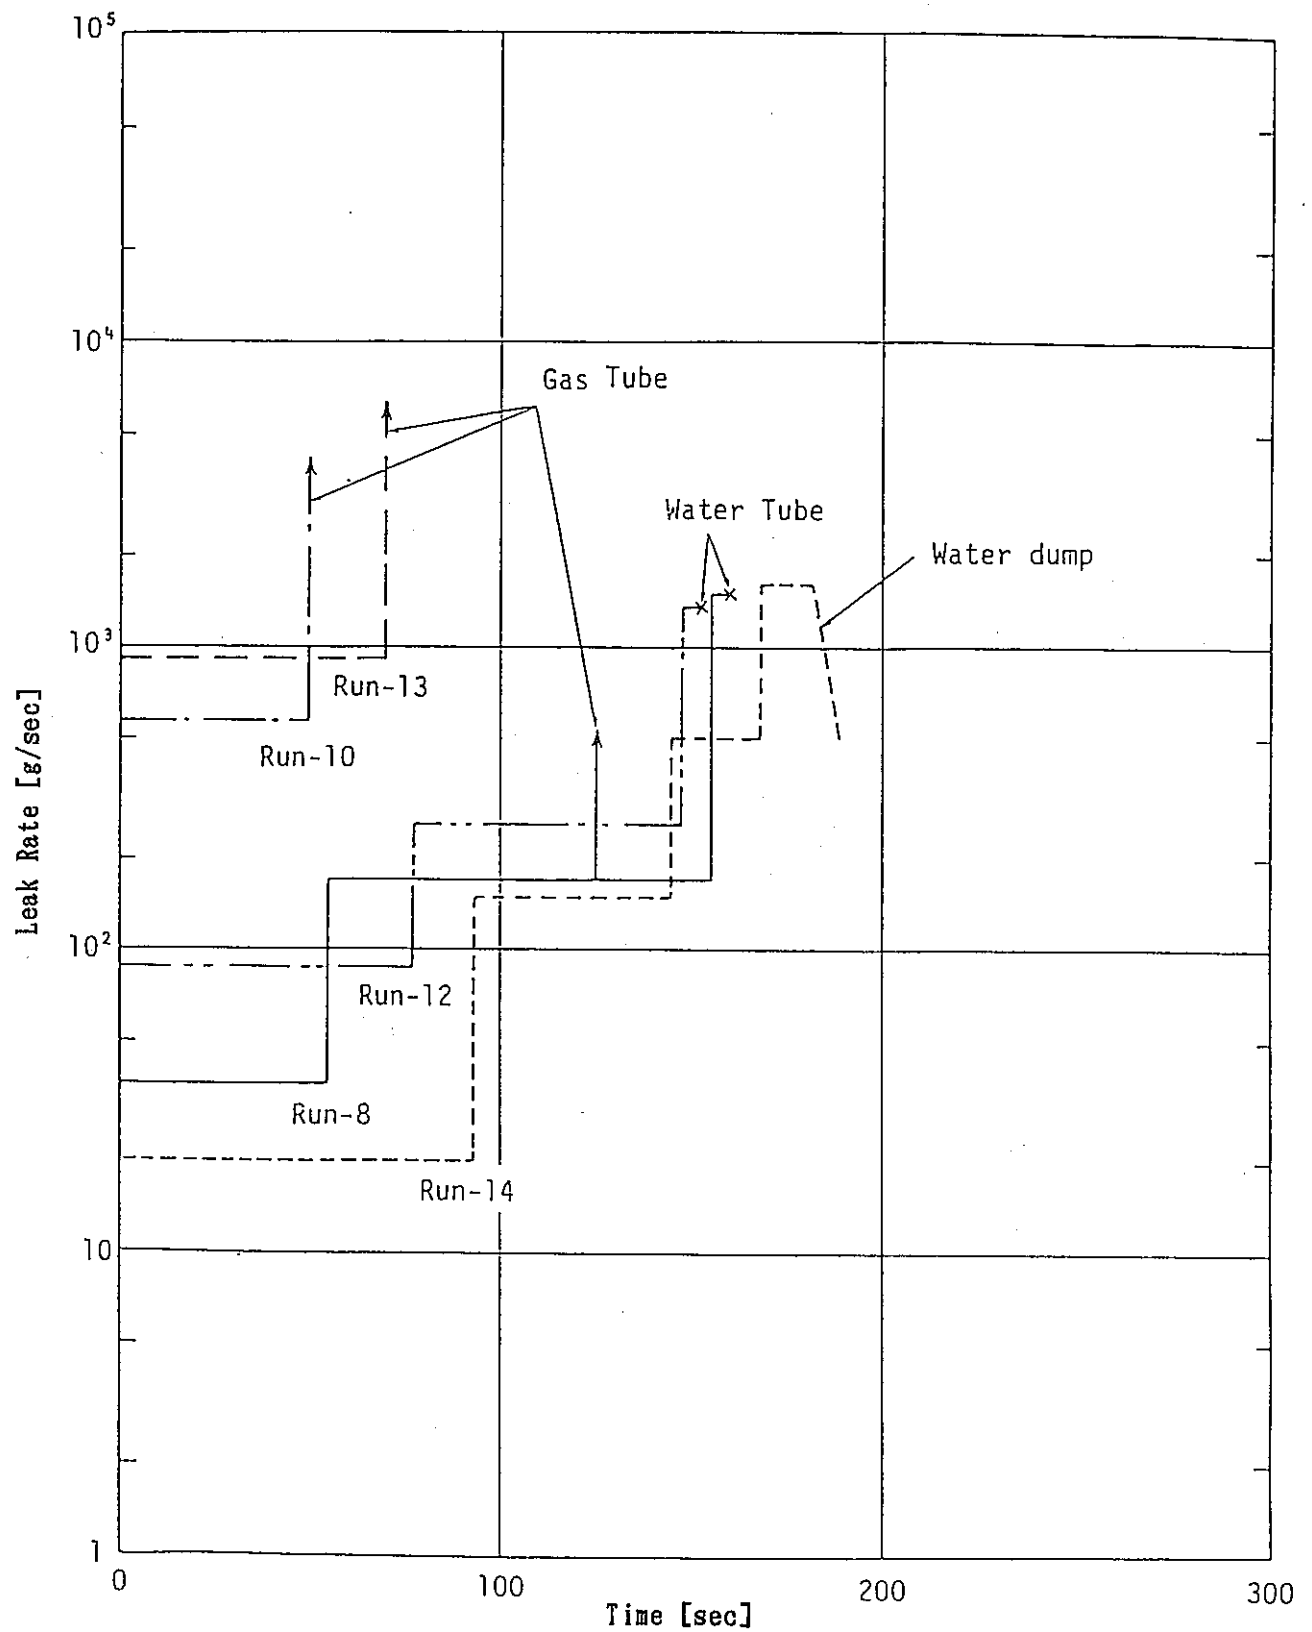 10⁵
10⁴
Gas Tube
Water Tube
Water dump
10³
Run-13
Run-10
Leak Rate [g/sec]
10²
Run-12
Run-8
Run-14
10
1
0
100
200
300
Time [sec]